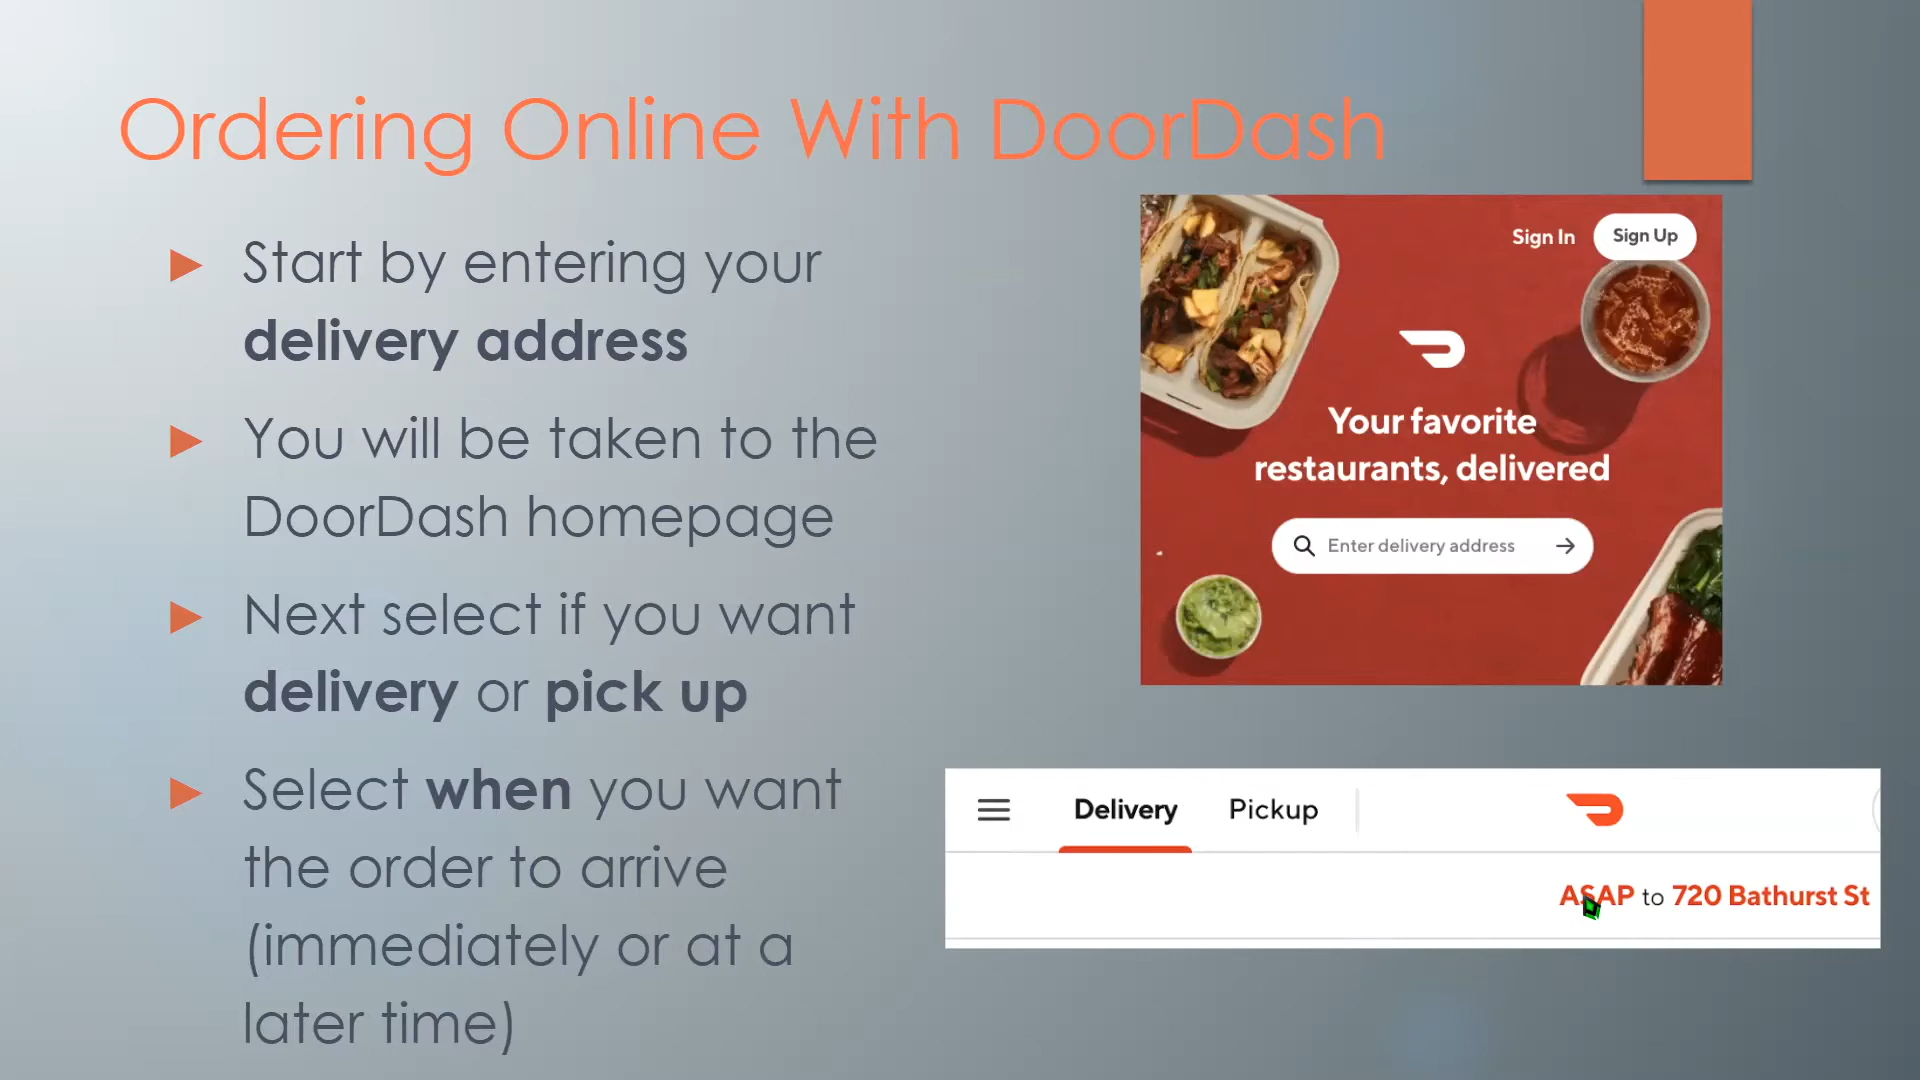 Ordering Online With DoorDash
Start by entering your
delivery address
You will be taken to the
DoorDash homepage
Next select if you want
delivery or pick up
Select when you want
the order to arrive
(immediately or at a
later time)
Sign In Sign Up
Your favorite
restaurants, delivered
Enter delivery address
Delivery Pickup
ASAP to 720 Bathurst St